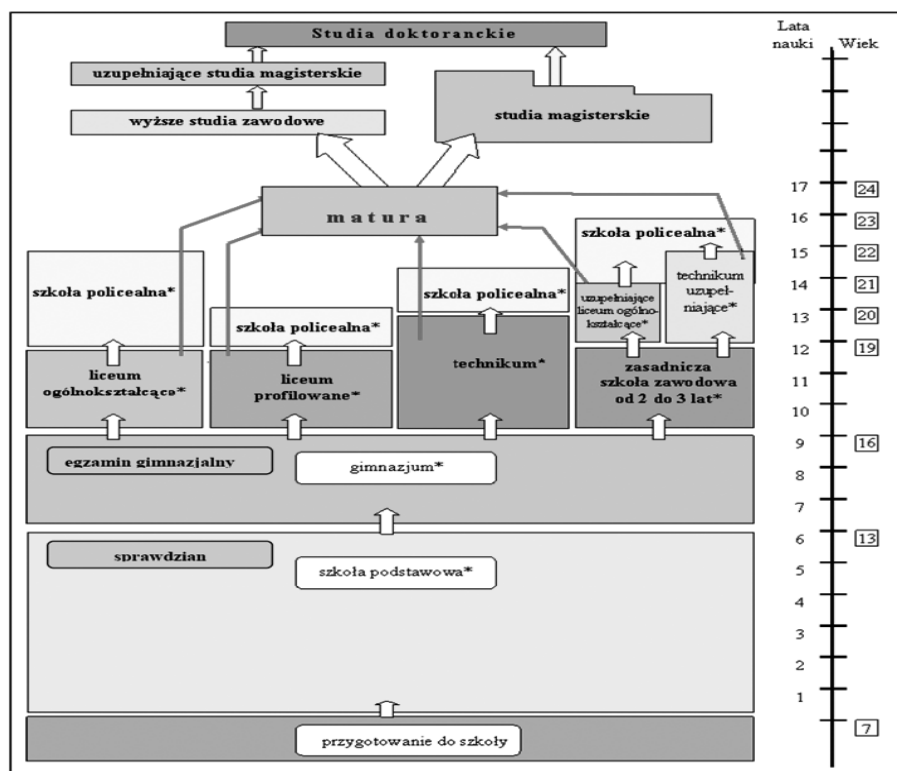 Studia doktoranckie
uzupełniające studia magisterskie
wyższe studia zawodowe
studia magisterskie
matura
szkoła policealna*
szkoła policealna*
szkoła policealna*
szkoła policealna*
uzupełniające
liceum ogólno-
kształcące*
technikum
uzupeł-
niające*
liceum
ogólnokształcąco*
liceum
profilowane*
technikum*
zasadnicza
szkoła zawodowa
od 2 do 3 lat*
egzamin gimnazjalny
gimnazjum*
sprawdzian
szkoła podstawowa*
przygotowanie do szkoły
Lata
nauki
Wiek
17
24
16
23
15
22
14
21
13
20
12
19
11
10
9
16
8
7
6
13
5
4
3
2
1
7